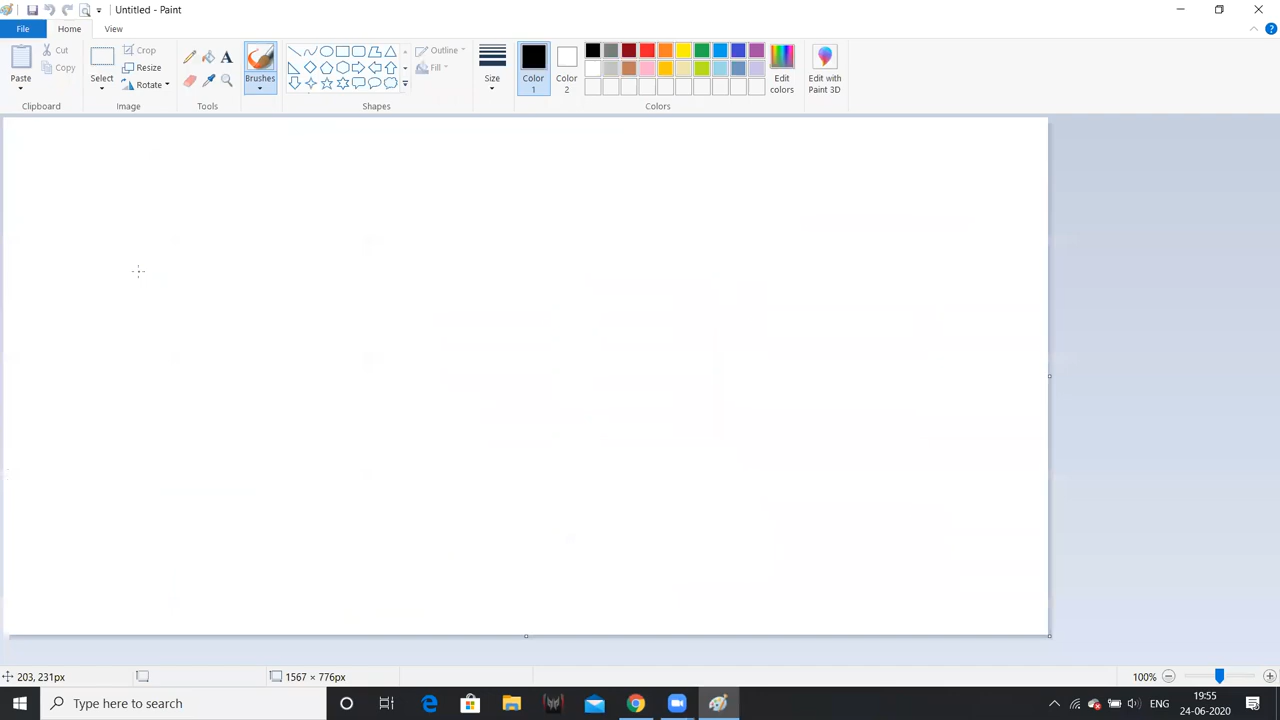 Untitled - Paint
File Home View
Paste
Cut
Copy
Clipboard
Select
Crop
Resize
Rotate
Image
Tools
Brushes
Shapes
Outline
Fill
Size
Color 1
Color 2
Colors
Edit colors
Edit with Paint 3D
203, 231px
1567 × 776px
100%
Type here to search
ENG
19:55
24-06-2020